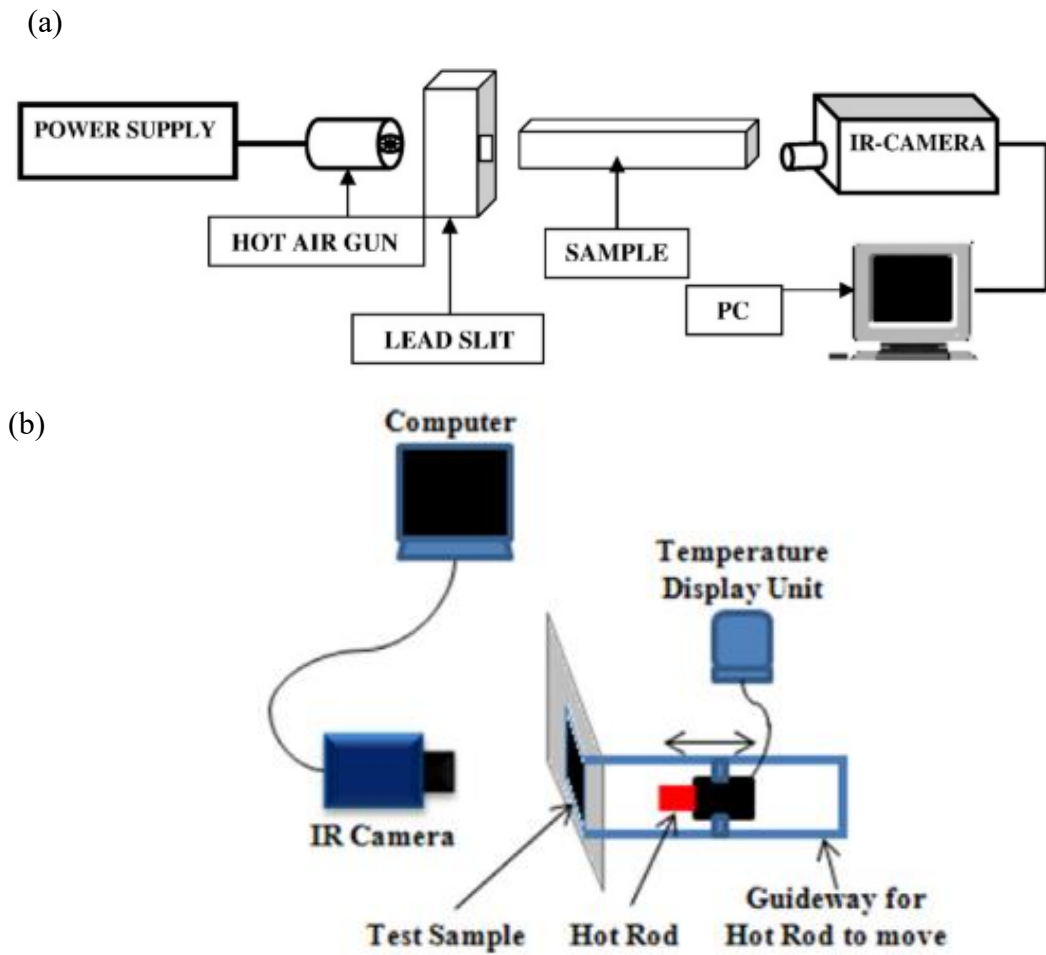 (a)
POWER SUPPLY
IR-CAMERA
HOT AIR GUN
SAMPLE
PC
LEAD SLIT
(b)
Computer
Temperature
Display Unit
IR Camera
Test Sample
Hot Rod
Guideway for
Hot Rod to move